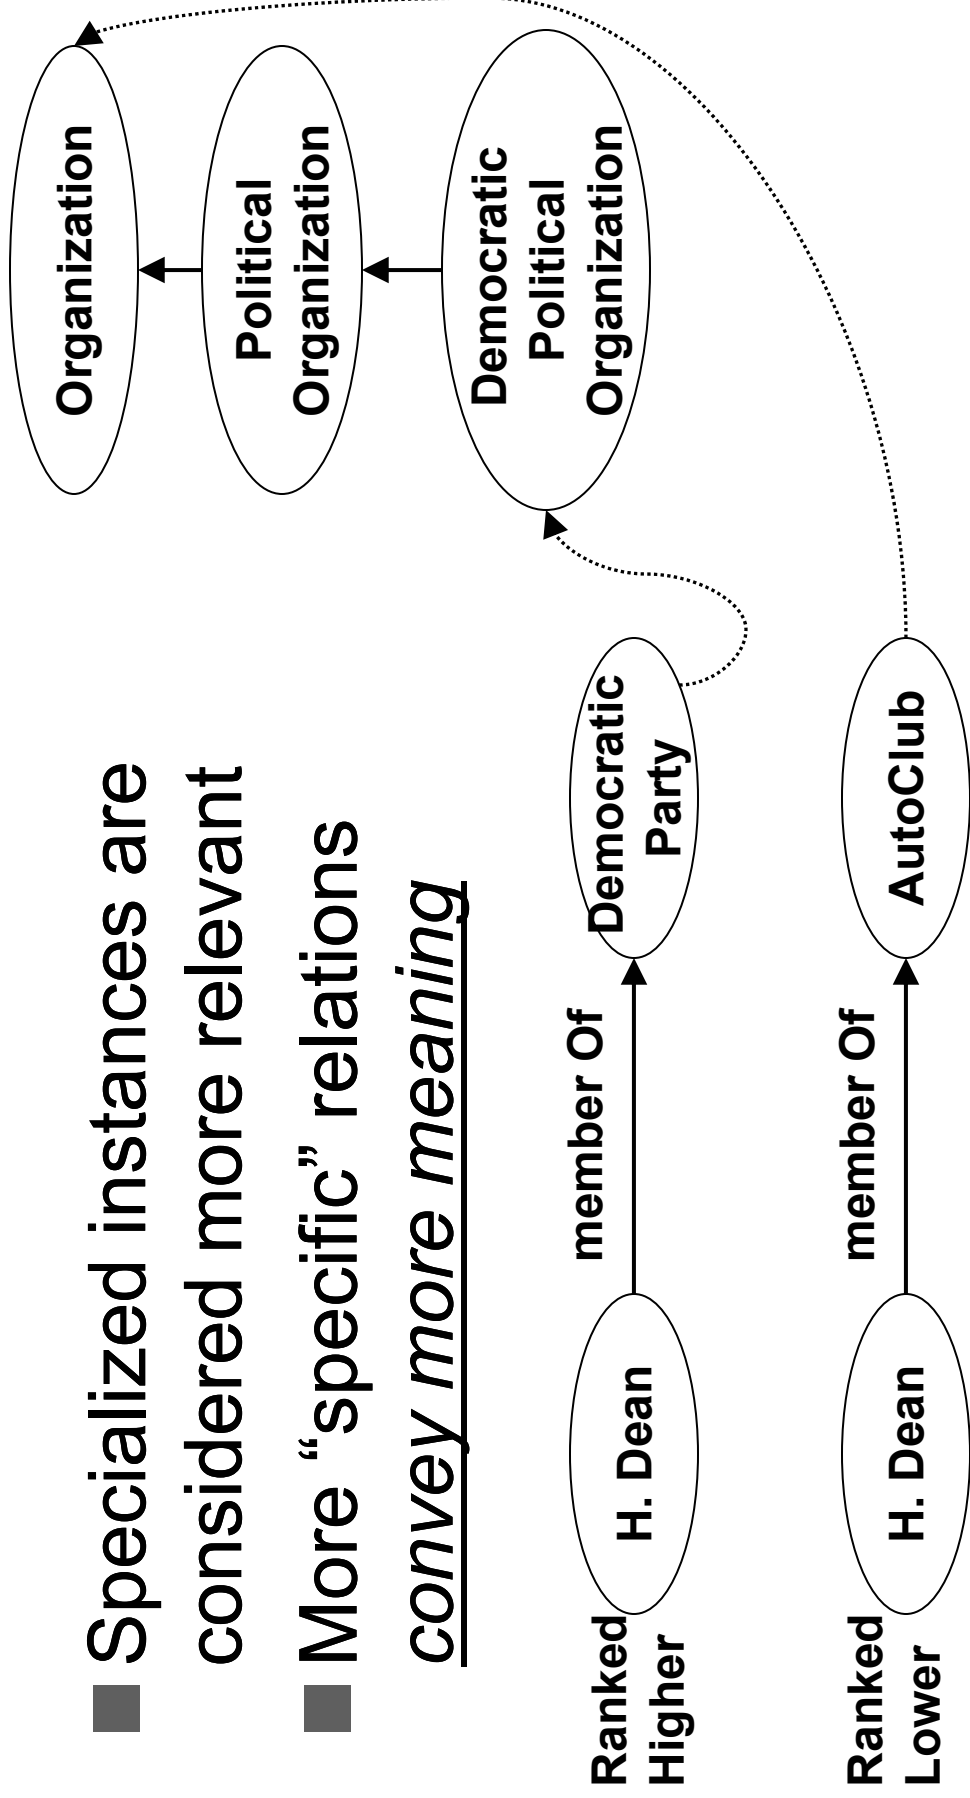 Specialized instances are
considered more relevant
More “specific” relations
convey more meaning
Organization
Political
Organization
Democratic
Political
Organization
Ranked
Higher
H. Dean
member Of
Democratic
Party
Ranked
Lower
H. Dean
member Of
AutoClub